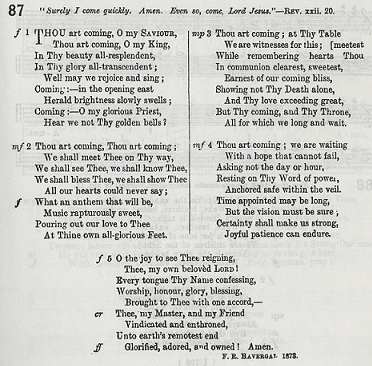 87 "Surely I come quickly. Amen. Even so, come, Lord Jesus."—REV. xxii. 20.
f 1 THOU art coming, O my SAVIOUR,
Thou art coming, O my King,
In Thy beauty all-resplendent,
In Thy glory all-transcendent;
Well may we rejoice and sing;
Coming:—in the opening east
Herald brightness slowly swells;
Coming:—O my glorious Priest,
Hear we not Thy golden bells?
mf 2 Thou art coming, Thou art coming;
We shall meet Thee on Thy way,
We shall see Thee, we shall know Thee,
We shall bless Thee, we shall show Thee
All our hearts could never say;
f What an anthem that will be,
Music rapturously sweet,
Pouring out our love to Thee
At Thine own all-glorious Feet.
mp 3 Thou art coming; at Thy Table
We are witnesses for this; [meetest
While remembering hearts Thou
In communion clearest, sweetest,
Earnest of our coming bliss,
Showing not Thy Death alone,
And Thy love exceeding great,
But Thy coming, and Thy Throne,
All for which we long and wait.
mf 4 Thou art coming; we are waiting
With a hope that cannot fail,
Asking not the day or hour,
Resting on Thy Word of power,
Anchored safe within the veil.
Time appointed may be long,
But the vision must be sure;
Certainty shall make us strong,
Joyful patience can endure.
f 5 O the joy to see Thee reigning,
Thee, my own belovèd LORD!
Every tongue Thy Name confessing,
Worship, honour, glory, blessing,
Brought to Thee with one accord,—
cr Thee, my Master, and my Friend
Vindicated and enthroned,
Unto earth's remotest end
ff Glorified, adored, and owned! Amen.
F. R. HAVERGAL. 1873.